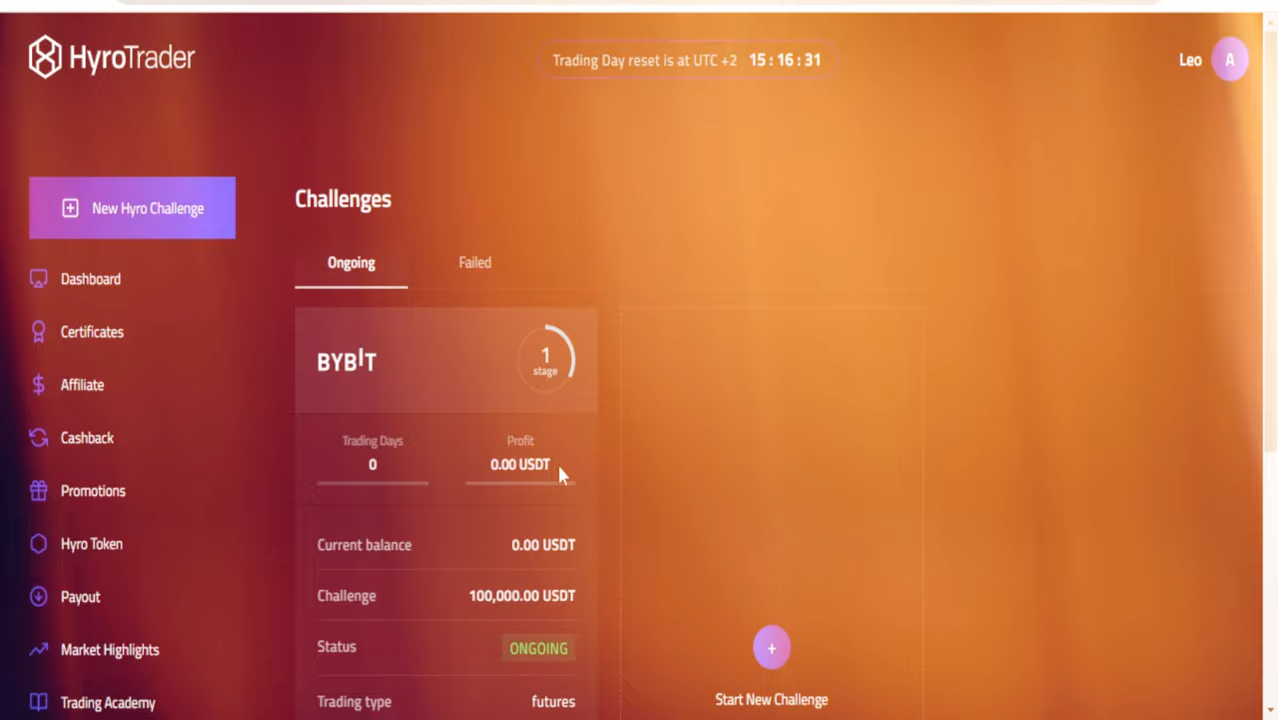 HyroTrader
Trading Day reset is at UTC +2 15 : 16 : 31
Leo A
New Hyro Challenge
Dashboard
Certificates
Affiliate
Cashback
Promotions
Hyro Token
Payout
Market Highlights
Trading Academy
Challenges
Ongoing Failed
BYBIT
1
stage
Trading Days Profit
0 0.00 USDT
Current balance 0.00 USDT
Challenge 100,000.00 USDT
Status ONGOING
Trading type futures
+
Start New Challenge